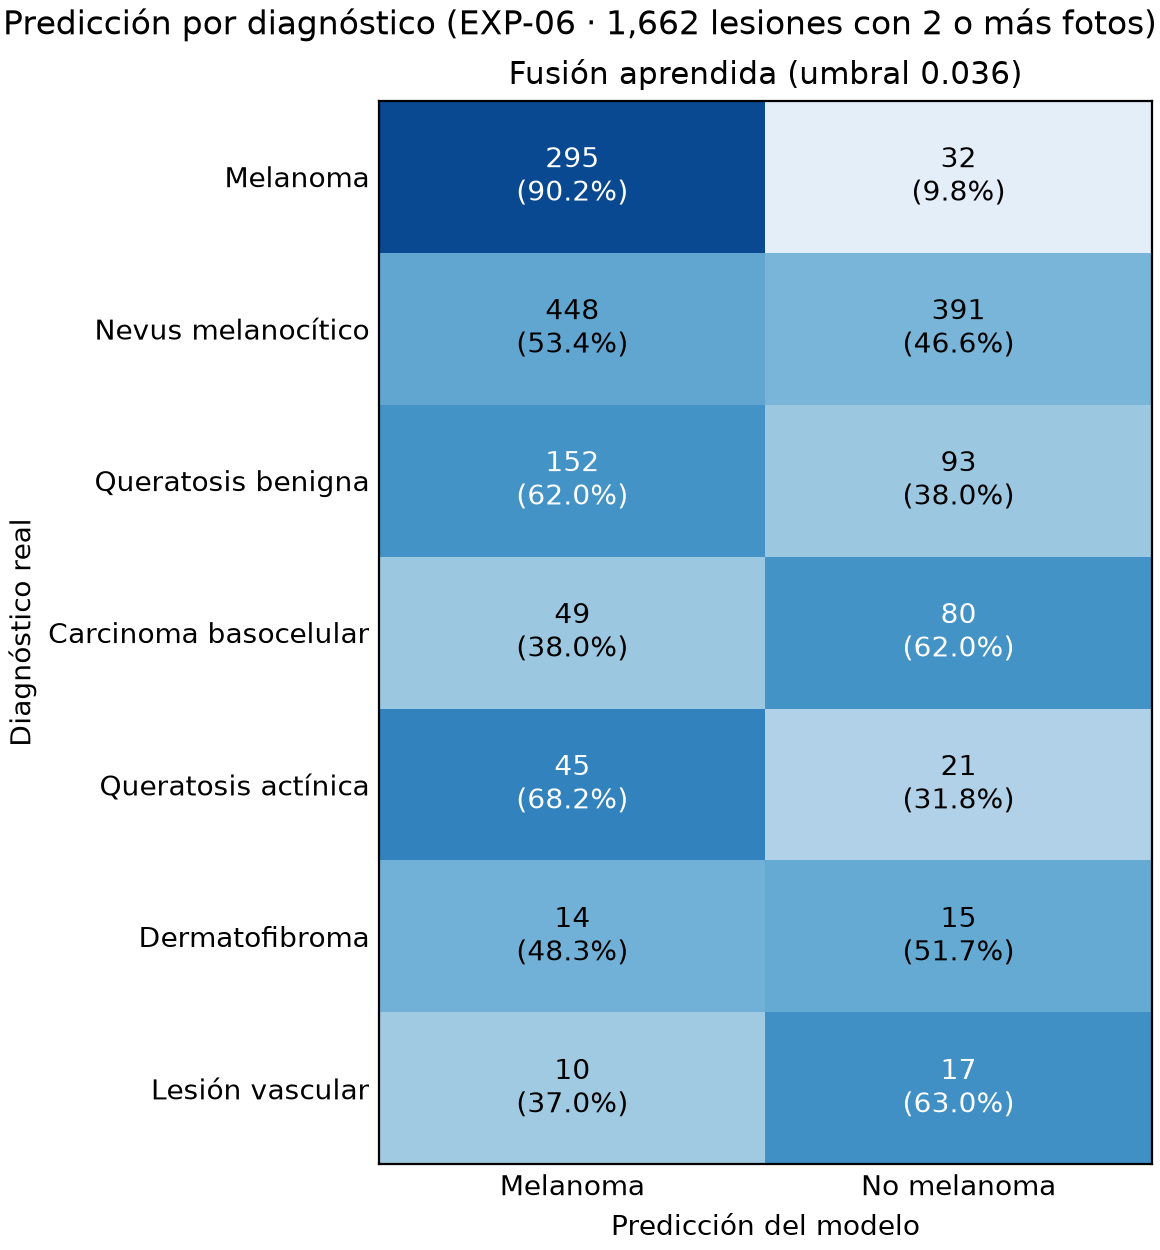 Predicción por diagnóstico (EXP-06 · 1,662 lesiones con 2 o más fotos)
Fusión aprendida (umbral 0.036)
Diagnóstico real
Melanoma
295
(90.2%)
32
(9.8%)
Nevus melanocítico
448
(53.4%)
391
(46.6%)
Queratosis benigna
152
(62.0%)
93
(38.0%)
Carcinoma basocelular
49
(38.0%)
80
(62.0%)
Queratosis actínica
45
(68.2%)
21
(31.8%)
Dermatofibroma
14
(48.3%)
15
(51.7%)
Lesión vascular
10
(37.0%)
17
(63.0%)
Melanoma
No melanoma
Predicción del modelo